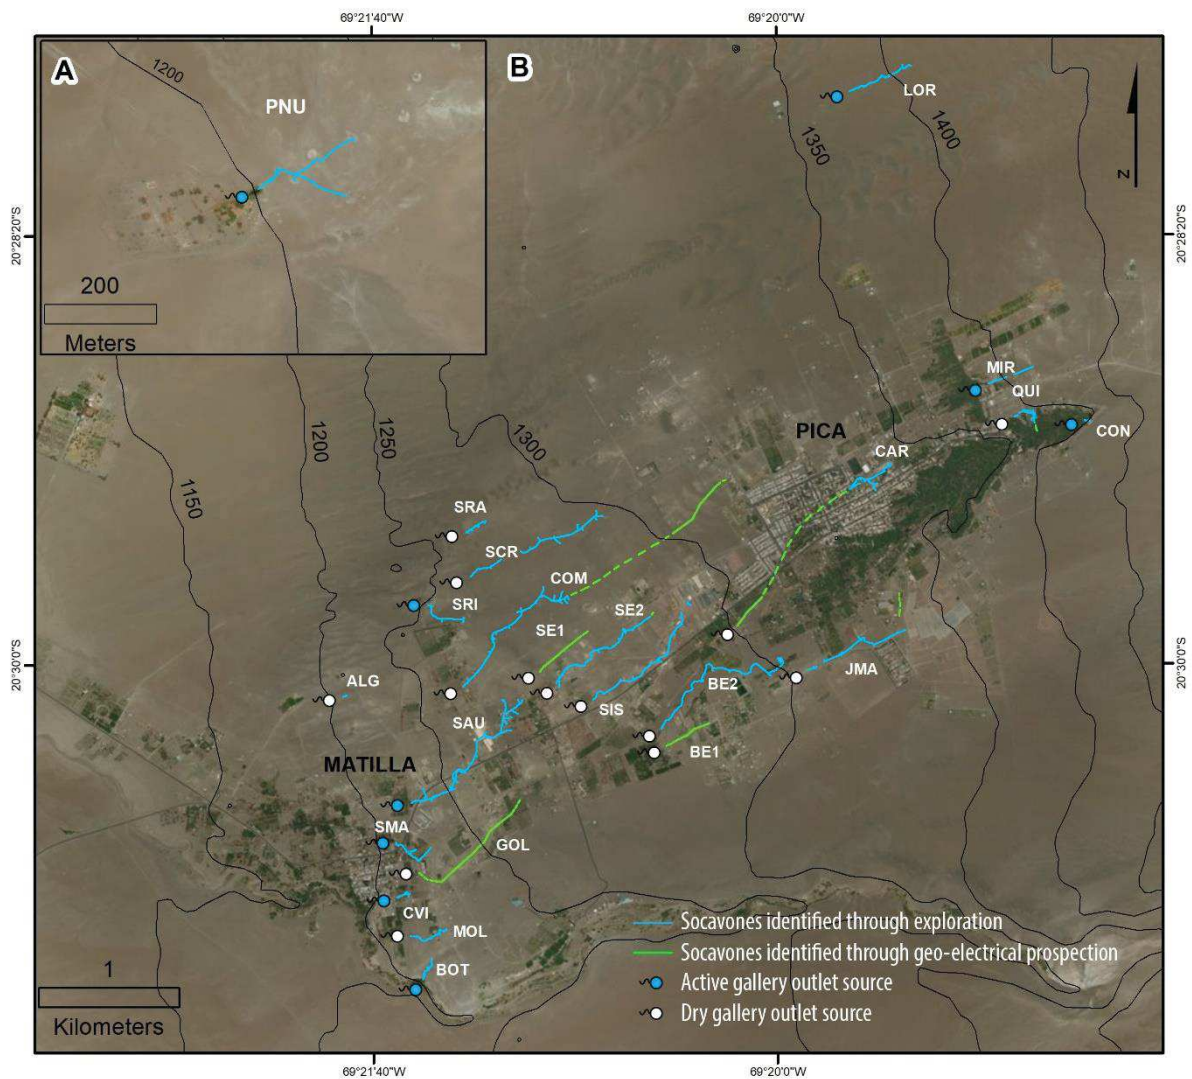 69°21'40"W
69°20'0"W
A
1200
PNU
200
Meters
B
LOR
1350
1400
N
20°28'20"S
20°28'20"S
MIR
QUI
CON
PICA
CAR
1150
1200
1250
1300
SRA
SCR
COM
SRI
SE1
SE2
ALG
SAU
SIS
BE2
JMA
BE1
20°30'0"S
20°30'0"S
MATILLA
SMA
GOL
CVI
MOL
BOT
1
Kilometers
Socavones identified through exploration
Socavones identified through geo-electrical prospection
Active gallery outlet source
Dry gallery outlet source
69°21'40"W
69°20'0"W